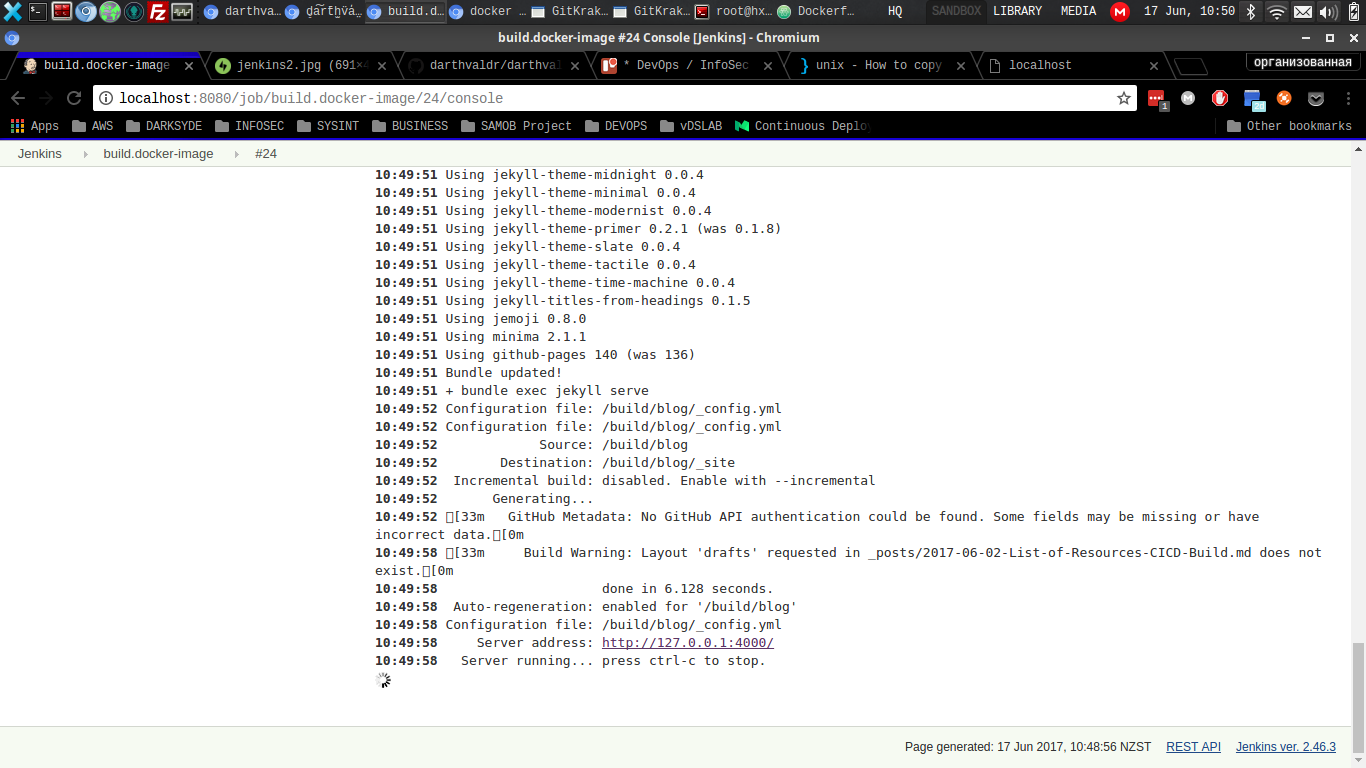 darthva…
darthva…
build.d…
docker …
GitKrak…
GitKrak…
root@hx…
Dockerf…
HQ
SANDBOX
LIBRARY
MEDIA
17 Jun, 10:50
build.docker-image #24 Console [Jenkins] - Chromium
build.docker-image
jenkins2.jpg (691×4
darthvaldr/darthval
* DevOps / InfoSec
unix - How to copy
localhost
организованная
localhost:8080/job/build.docker-image/24/console
1
Apps
AWS
DARKSYDE
INFOSEC
SYSINT
BUSINESS
SAMOB Project
DEVOPS
vDSLAB
Continuous Deplo
Other bookmarks
Jenkins
build.docker-image
#24
10:49:51 Using jekyll-theme-midnight 0.0.4
10:49:51 Using jekyll-theme-minimal 0.0.4
10:49:51 Using jekyll-theme-modernist 0.0.4
10:49:51 Using jekyll-theme-primer 0.2.1 (was 0.1.8)
10:49:51 Using jekyll-theme-slate 0.0.4
10:49:51 Using jekyll-theme-tactile 0.0.4
10:49:51 Using jekyll-theme-time-machine 0.0.4
10:49:51 Using jekyll-titles-from-headings 0.1.5
10:49:51 Using jemoji 0.8.0
10:49:51 Using minima 2.1.1
10:49:51 Using github-pages 140 (was 136)
10:49:51 Bundle updated!
10:49:51 + bundle exec jekyll serve
10:49:52 Configuration file: /build/blog/_config.yml
10:49:52 Configuration file: /build/blog/_config.yml
10:49:52 Source: /build/blog
10:49:52 Destination: /build/blog/_site
10:49:52 Incremental build: disabled. Enable with --incremental
10:49:52 Generating...
10:49:52 [33m GitHub Metadata: No GitHub API authentication could be found. Some fields may be missing or have
incorrect data.[0m
10:49:58 [33m Build Warning: Layout 'drafts' requested in _posts/2017-06-02-List-of-Resources-CICD-Build.md does not
exist.[0m
10:49:58 done in 6.128 seconds.
10:49:58 Auto-regeneration: enabled for '/build/blog'
10:49:58 Configuration file: /build/blog/_config.yml
10:49:58 Server address: http://127.0.0.1:4000/
10:49:58 Server running... press ctrl-c to stop.
Page generated: 17 Jun 2017, 10:48:56 NZST
REST API
Jenkins ver. 2.46.3